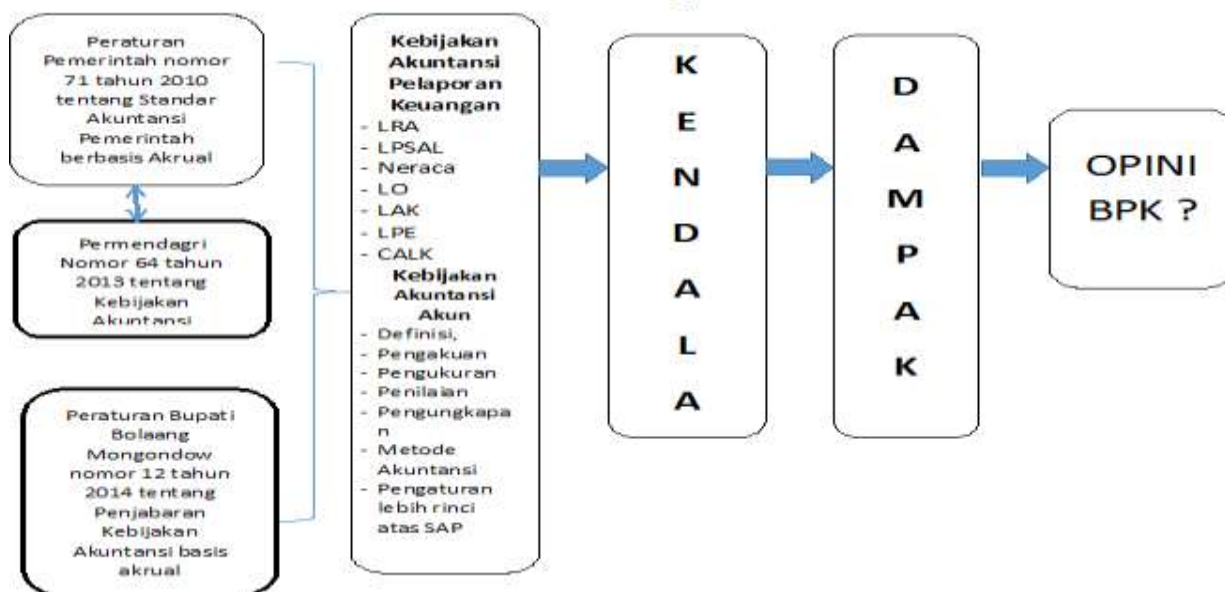 Peraturan
Pemerintah nomor
71 tahun 2010
tentang Standar
Akuntansi
Pemerintah
berbasis Akrual
Permendagri
Nomor 64 tahun
2013 tentang
Kebijakan
Akuntansi
Peraturan Bupati
Bolaang
Mongondow
nomor 12 tahun
2014 tentang
Penjabaran
Kebijakan
Akuntansi basis
akrual
Kebijakan
Akuntansi
Pelaporan
Keuangan
- LRA
- LPSAL
- Neraca
- LO
- LAK
- LPE
- CALK
Kebijakan
Akuntansi
Akun
- Definisi,
- Pengakuan
- Pengukuran
- Penilaian
- Pengungkapa
n
- Metode
Akuntansi
- Pengaturan
lebih rinci
atas SAP
K
E
N
D
A
L
A
D
A
M
P
A
K
OPINI
BPK ?